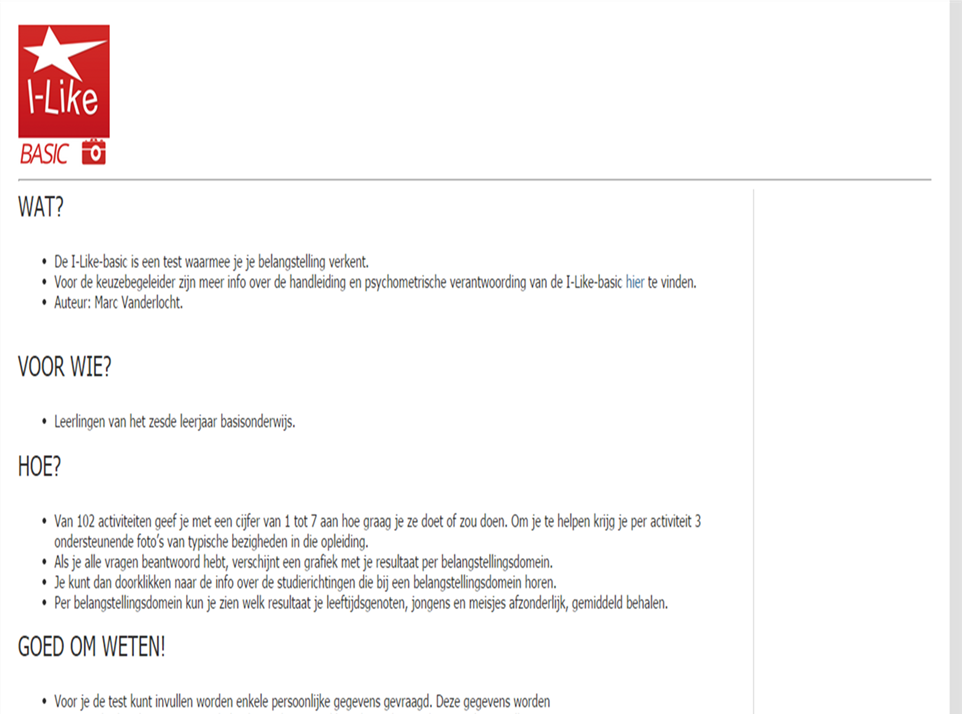 I-Like
BASIC
WAT?
• De I-Like-basic is een test waarmee je je belangstelling verkent.
• Voor de keuzebegeleider zijn meer info over de handleiding en psychometrische verantwoording van de I-Like-basic hier te vinden.
• Auteur: Marc Vanderlocht.
VOOR WIE?
• Leerlingen van het zesde leerjaar basisonderwijs.
HOE?
• Van 102 activiteiten geef je met een cijfer van 1 tot 7 aan hoe graag je ze doet of zou doen. Om je te helpen krijg je per activiteit 3
ondersteunende foto's van typische bezigheden in die opleiding.
• Als je alle vragen beantwoord hebt, verschijnt een grafiek met je resultaat per belangstellingsdomein.
• Je kunt dan doorklikken naar de info over de studierichtingen die bij een belangstellingsdomein horen.
• Per belangstellingsdomein kun je zien welk resultaat je leeftijdsgenoten, jongens en meisjes afzonderlijk, gemiddeld behalen.
GOED OM WETEN!
• Voor je de test kunt invullen worden enkele persoonlijke gegevens gevraagd. Deze gegevens worden